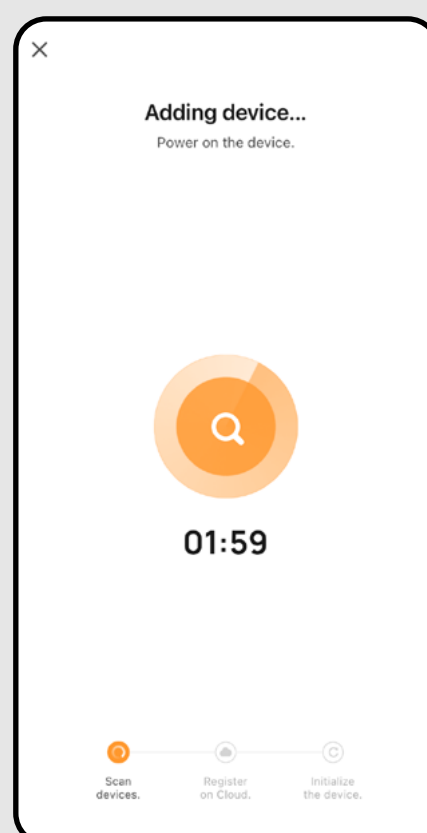 Adding device...
Power on the device.
01:59
Scan
devices.
Register
on Cloud.
Initialize
the device.